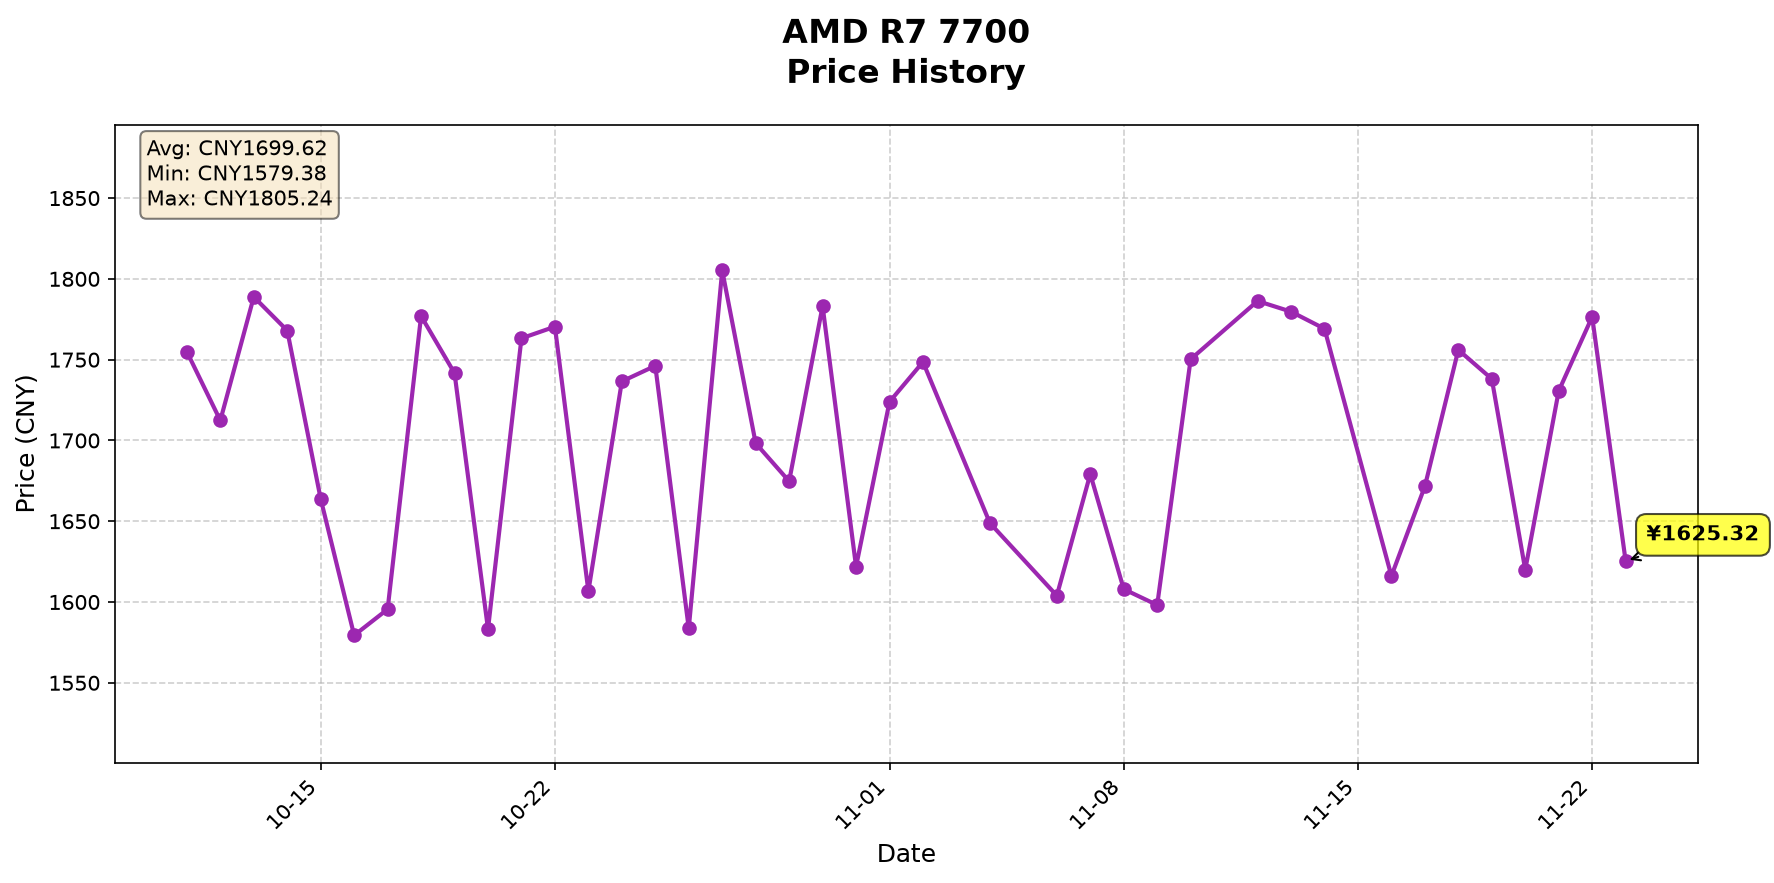 AMD R7 7700
Price History
Avg: CNY1699.62
Min: CNY1579.38
Max: CNY1805.24
Price (CNY)
1850
1800
1750
1700
1650
1600
1550
¥1625.32
10-15
10-22
11-01
11-08
11-15
11-22
Date